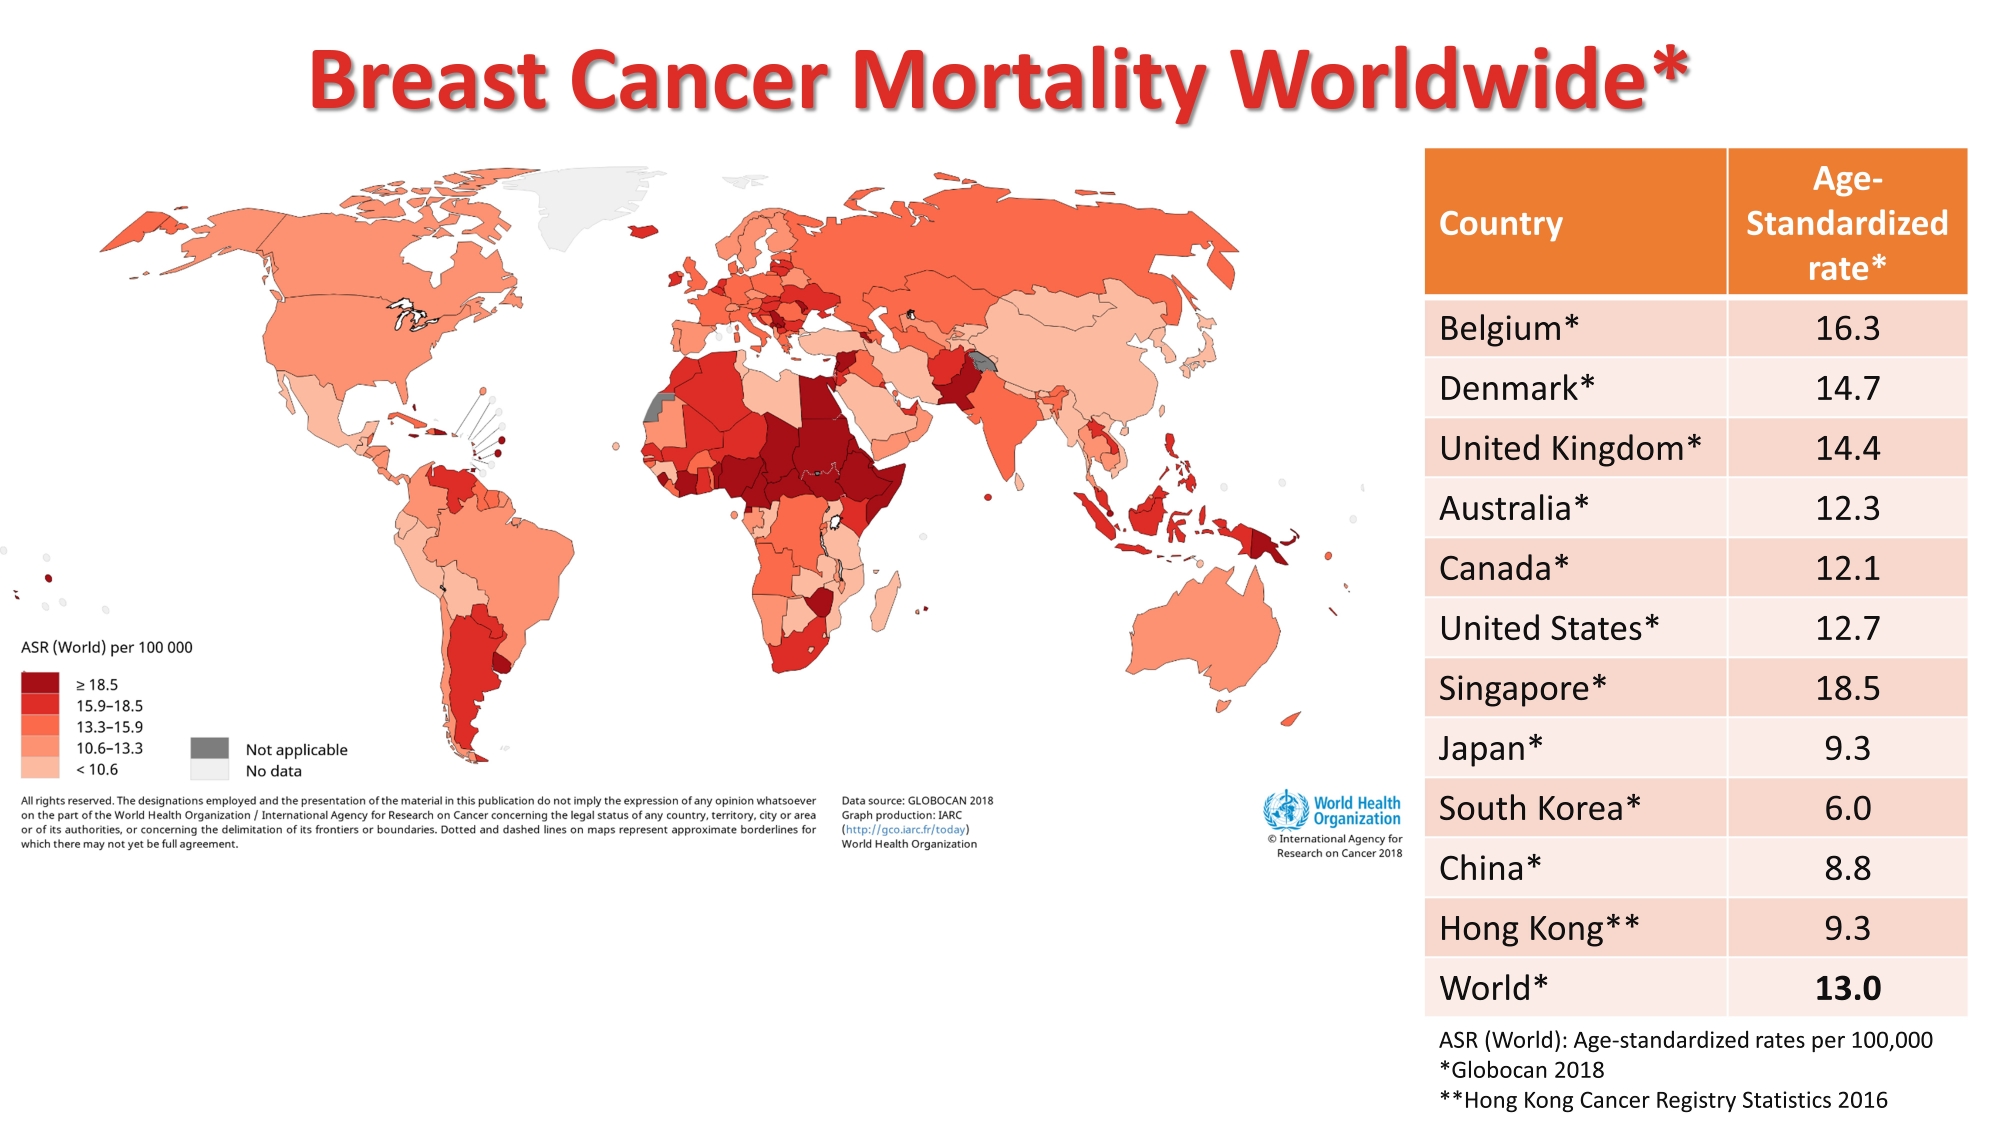 Breast Cancer Mortality Worldwide*
ASR (World) per 100 000
≥ 18.5
15.9–18.5
13.3–15.9
10.6–13.3
< 10.6
Not applicable
No data
All rights reserved. The designations employed and the presentation of the material in this publication do not imply the expression of any opinion whatsoever
on the part of the World Health Organization / International Agency for Research on Cancer concerning the legal status of any country, territory, city or area
or of its authorities, or concerning the delimitation of its frontiers or boundaries. Dotted and dashed lines on maps represent approximate borderlines for
which there may not yet be full agreement.
Data source: GLOBOCAN 2018
Graph production: IARC
(http://gco.iarc.fr/today)
World Health Organization
World Health
Organization
© International Agency for
Research on Cancer 2018
Country
Age-
Standardized
rate*
Belgium* 16.3
Denmark* 14.7
United Kingdom* 14.4
Australia* 12.3
Canada* 12.1
United States* 12.7
Singapore* 18.5
Japan* 9.3
South Korea* 6.0
China* 8.8
Hong Kong** 9.3
World* 13.0
ASR (World): Age-standardized rates per 100,000
*Globocan 2018
**Hong Kong Cancer Registry Statistics 2016